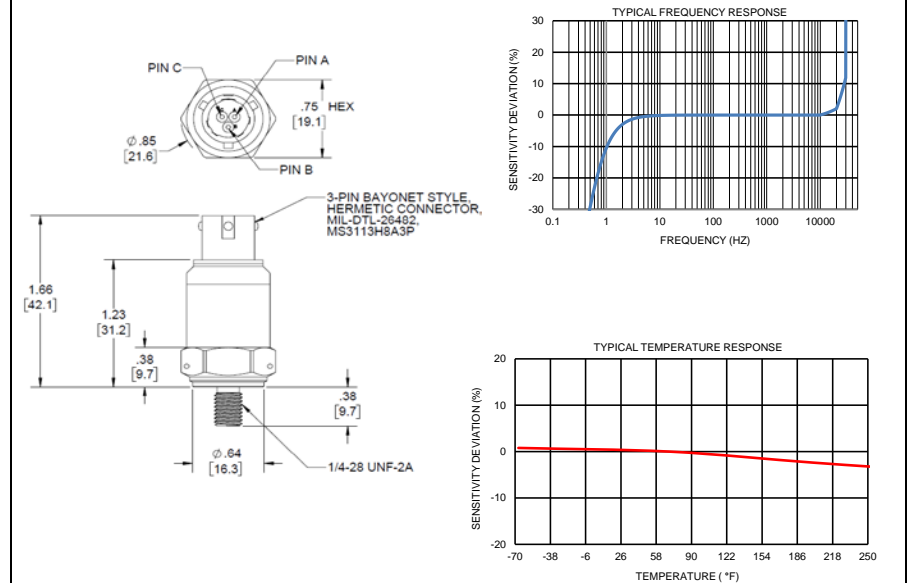 PIN C
PIN A
.75 HEX
[19.1]
Ø .85
[21.6]
PIN B
3-PIN BAYONET STYLE,
HERMETIC CONNECTOR,
MIL-DTL-26482,
MS3113H8A3P
1.66
[42.1]
1.23
[31.2]
.38
[9.7]
.38
[9.7]
Ø.64
[16.3]
1/4-28 UNF-2A
TYPICAL FREQUENCY RESPONSE
SENSITIVITY DEVIATION (%)
30
20
10
0
-10
-20
-30
0.1 1 10 100 1000 10000
FREQUENCY (HZ)
TYPICAL TEMPERATURE RESPONSE
SENSITIVITY DEVIATION (%)
20
10
0
-10
-20
-70 -38 -6 26 58 90 122 154 186 218 250
TEMPERATURE ( °F)